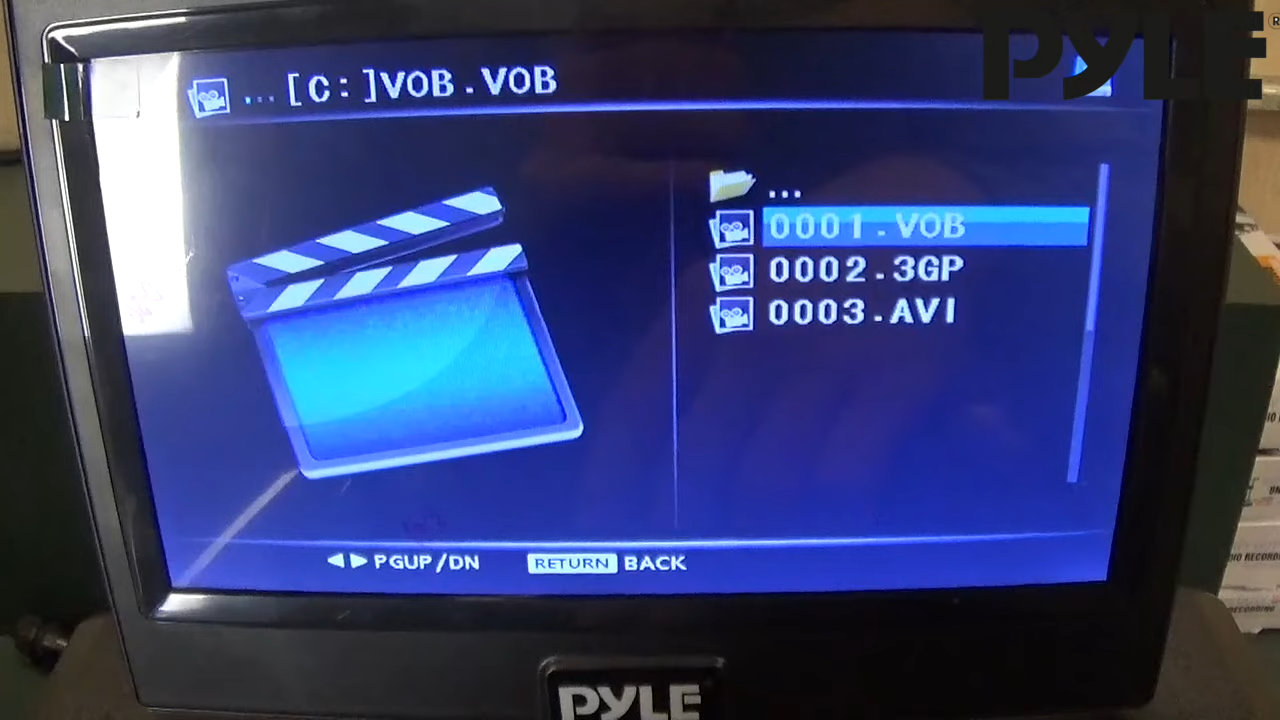 PYLE®
...[C:]VOB.VOB
...
0001.VOB
0002.3GP
0003.AVI
PGUP/DN
RETURN BACK
PYLE